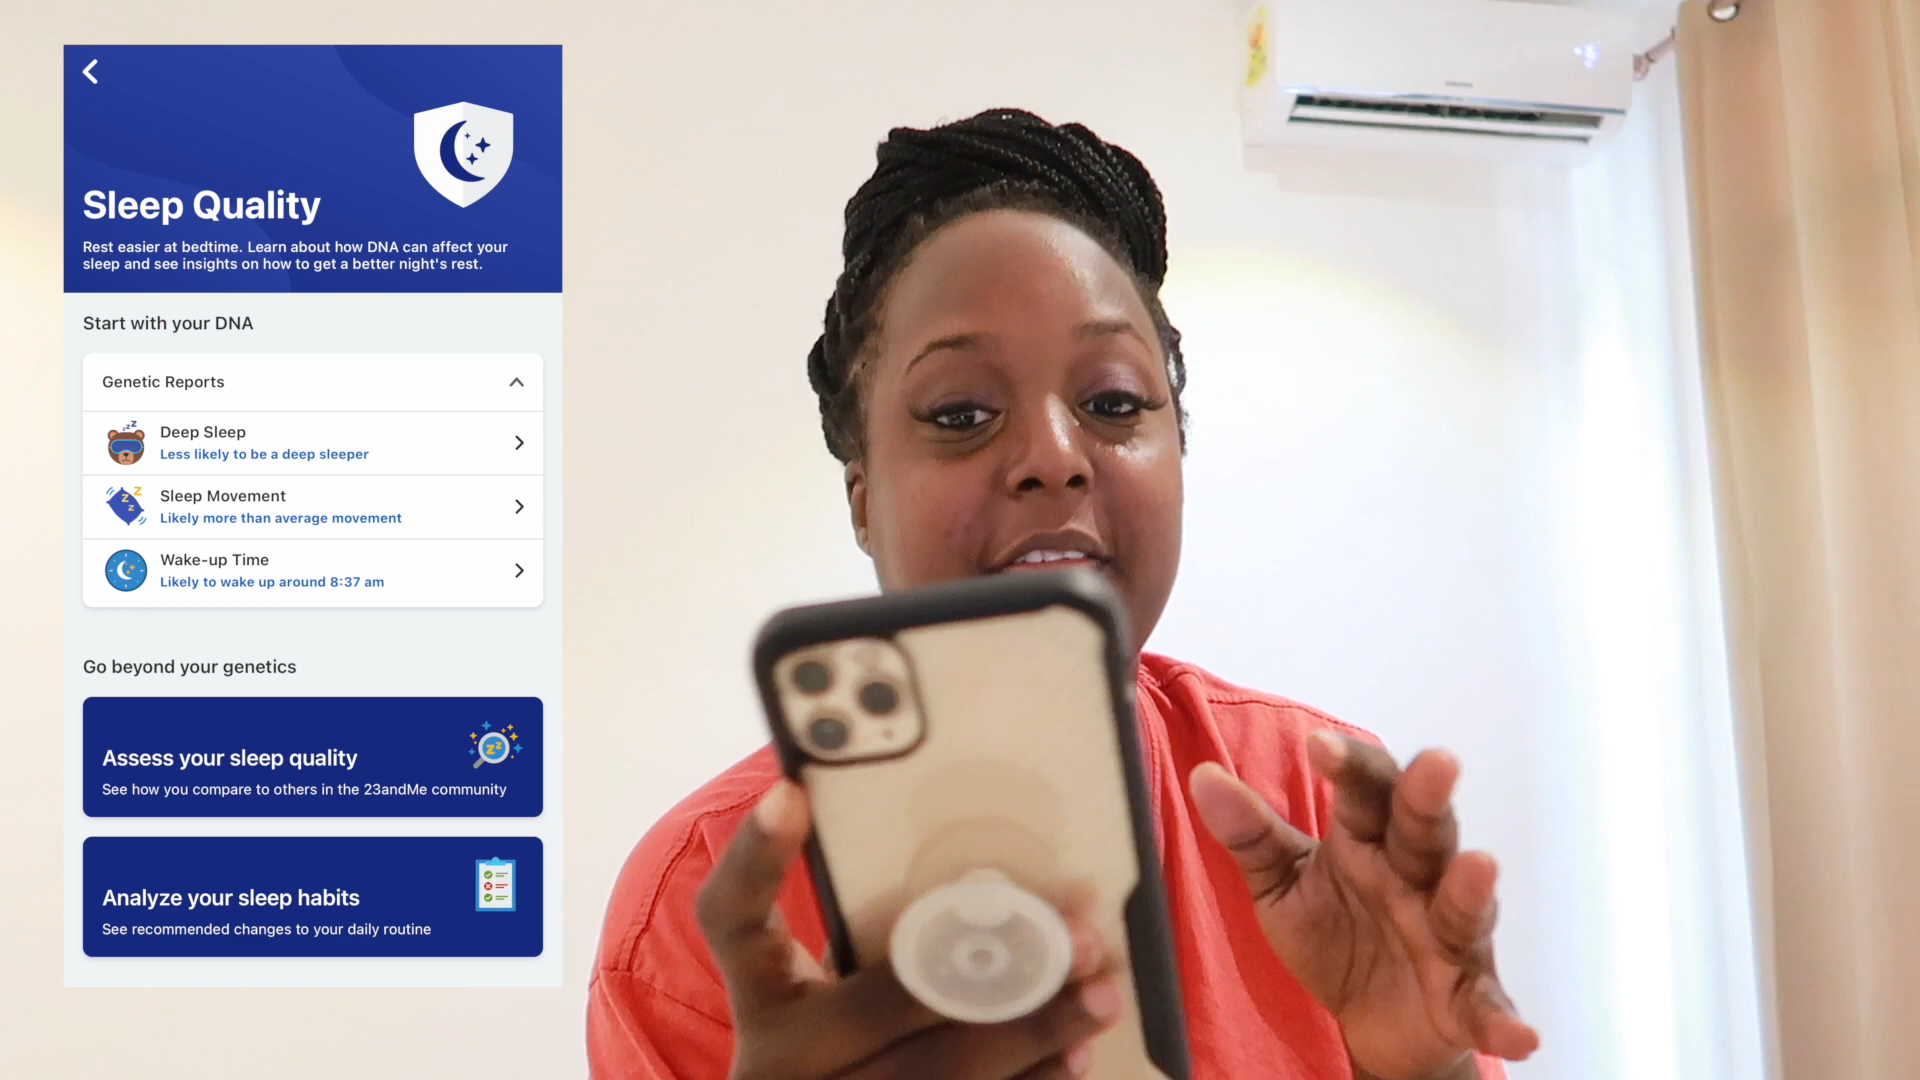 Sleep Quality
Rest easier at bedtime. Learn about how DNA can affect your
sleep and see insights on how to get a better night's rest.
Start with your DNA
Genetic Reports
Deep Sleep
Less likely to be a deep sleeper
Sleep Movement
Likely more than average movement
Wake-up Time
Likely to wake up around 8:37 am
Go beyond your genetics
Assess your sleep quality
See how you compare to others in the 23andMe community
Analyze your sleep habits
See recommended changes to your daily routine